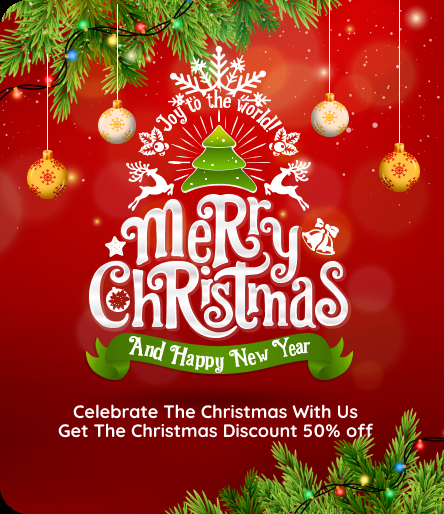 Joy to the world!
Merry
Christmas
And Happy New Year
Celebrate The Christmas With Us
Get The Christmas Discount 50% off